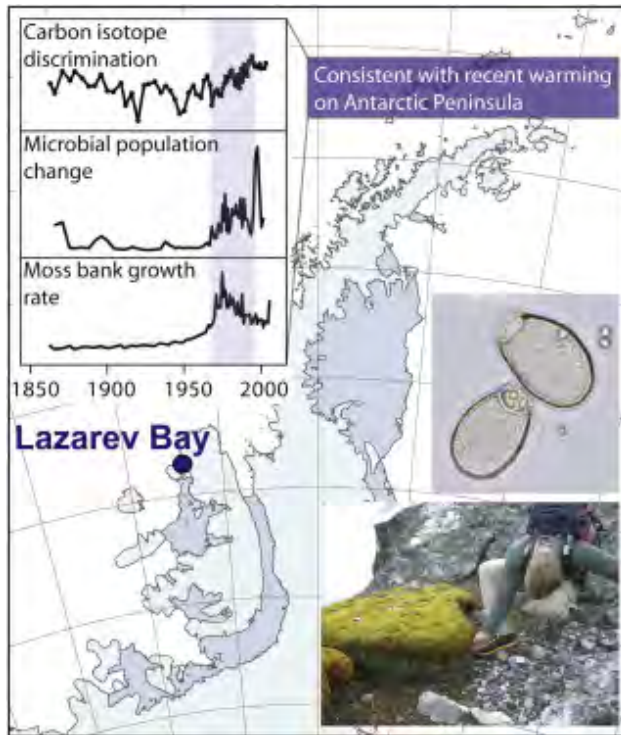 Carbon isotope
discrimination
Consistent with recent warming
on Antarctic Peninsula
Microbial population
change
Moss bank growth
rate
1850 1900 1950 2000
Lazarev Bay